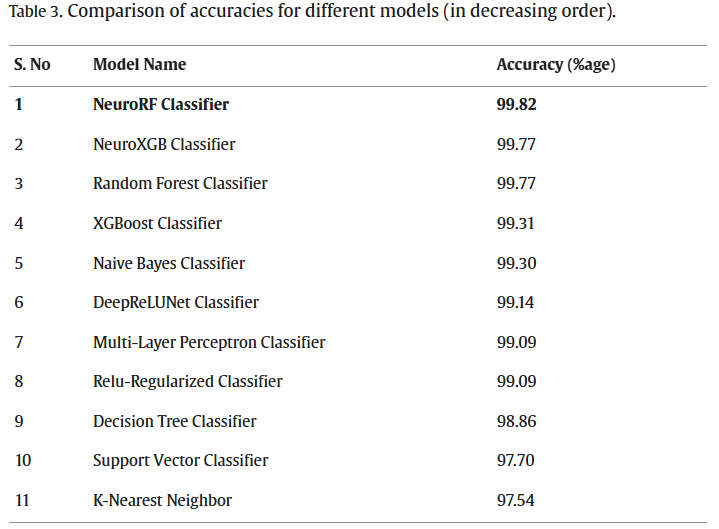 Table 3. Comparison of accuracies for different models (in decreasing order).
S. No Model Name Accuracy (%age)
1 NeuroRF Classifier 99.82
2 NeuroXGB Classifier 99.77
3 Random Forest Classifier 99.77
4 XGBoost Classifier 99.31
5 Naive Bayes Classifier 99.30
6 DeepReLUNet Classifier 99.14
7 Multi-Layer Perceptron Classifier 99.09
8 Relu-Regularized Classifier 99.09
9 Decision Tree Classifier 98.86
10 Support Vector Classifier 97.70
11 K-Nearest Neighbor 97.54